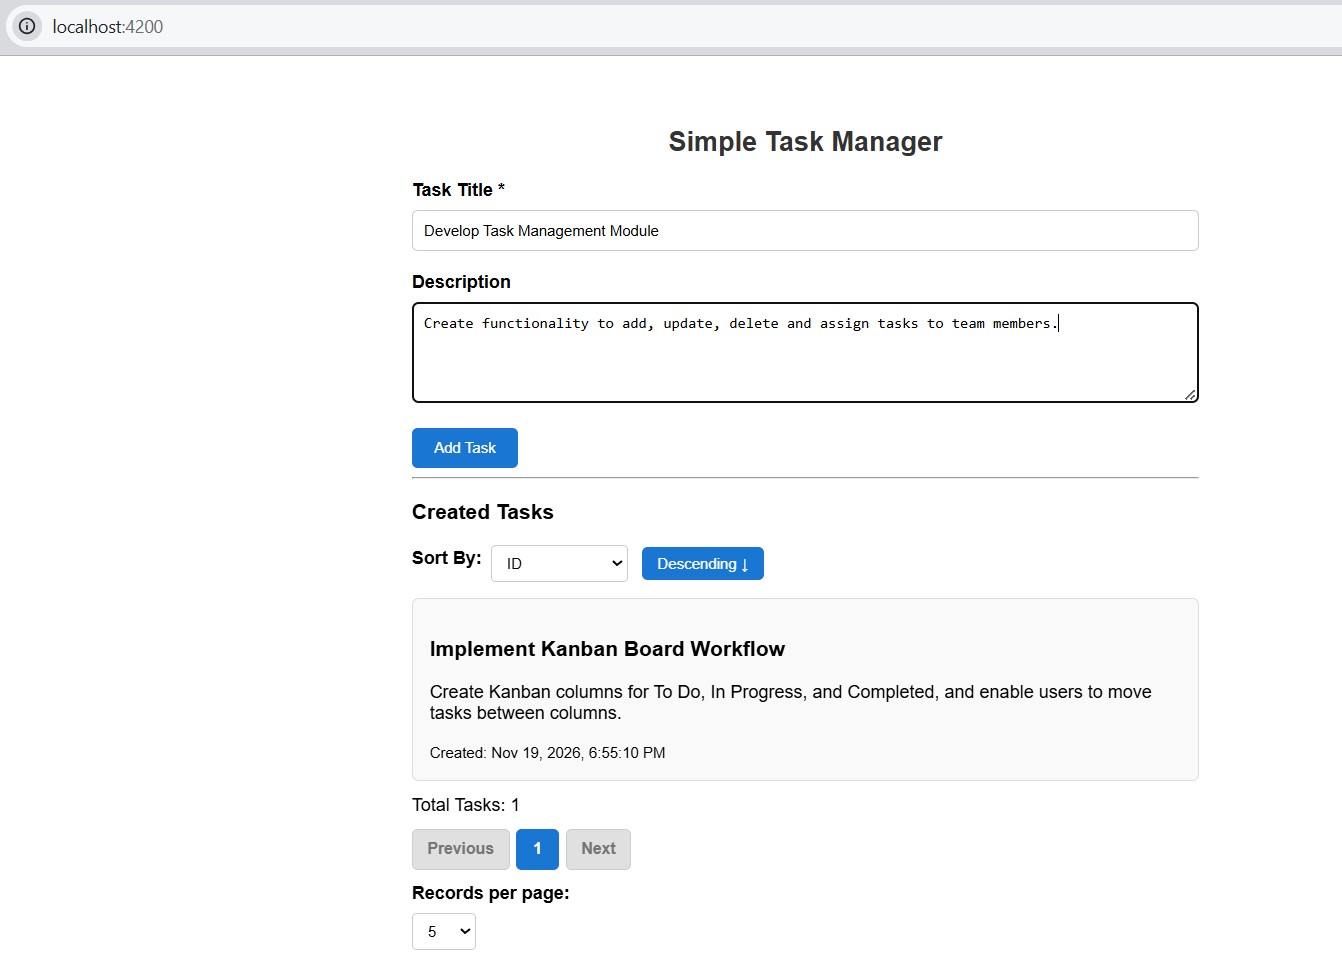 localhost:4200
Simple Task Manager
Task Title *
Develop Task Management Module
Description
Create functionality to add, update, delete and assign tasks to team members.
Add Task
Created Tasks
Sort By: ID Descending ↓
Implement Kanban Board Workflow
Create Kanban columns for To Do, In Progress, and Completed, and enable users to move
tasks between columns.
Created: Nov 19, 2026, 6:55:10 PM
Total Tasks: 1
Previous 1 Next
Records per page:
5